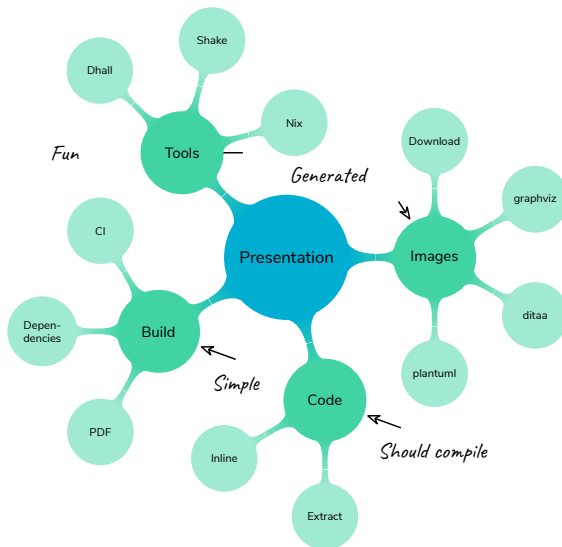 Shake
Dhall
Nix
Tools
Fun
Generated
Download
graphviz
CI
Presentation
Images
ditaa
Build
Depen-
dencies
plantuml
Simple
Code
PDF
Should compile
Inline
Extract